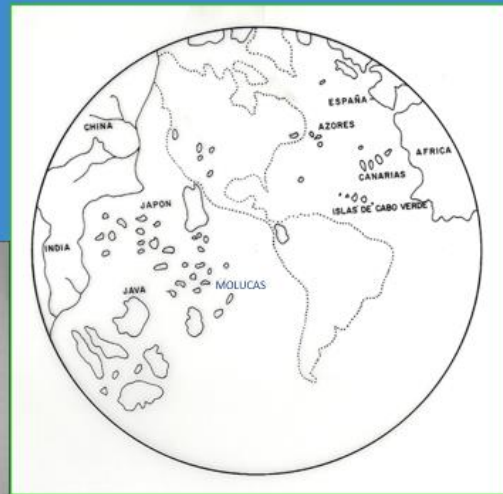 ESPAÑA
AZORES
CHINA
AFRICA
CANARIAS
JAPON
ISLAS DE CABO VERDE
INDIA
MOLUCAS
JAVA